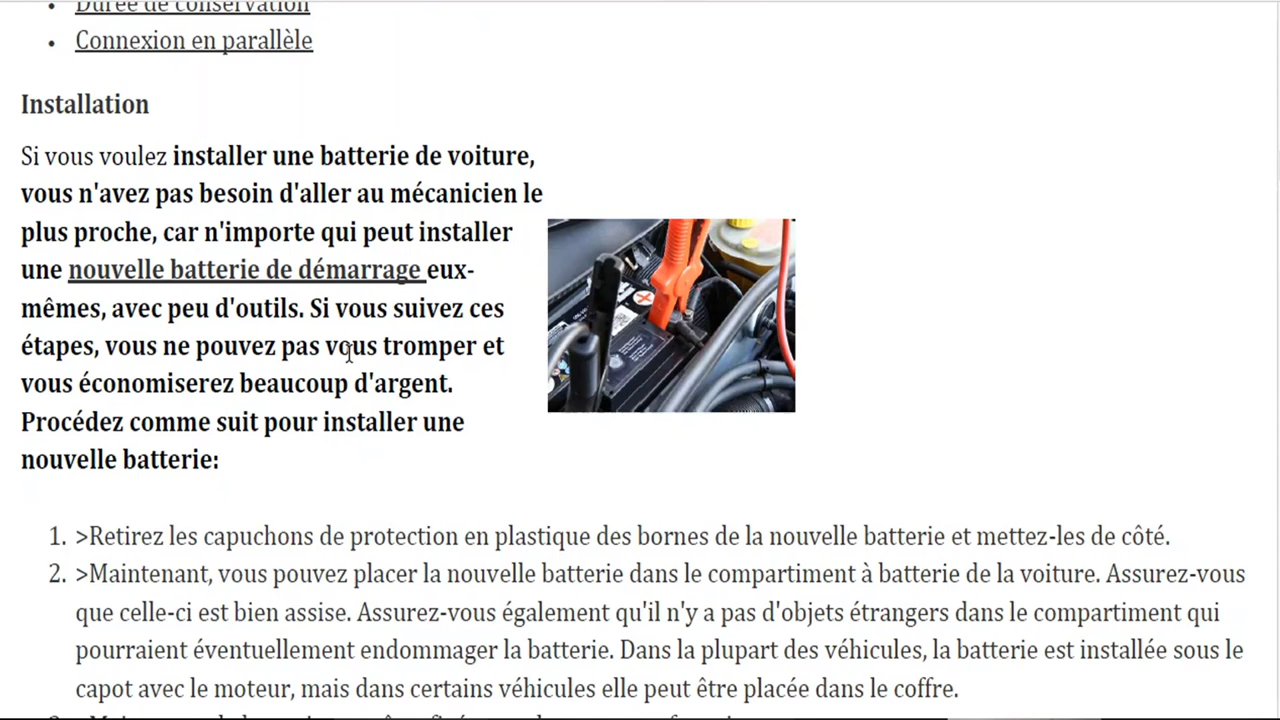 Durée de conservation
Connexion en parallèle
Installation
Si vous voulez installer une batterie de voiture,
vous n'avez pas besoin d'aller au mécanicien le
plus proche, car n'importe qui peut installer
une nouvelle batterie de démarrage eux-
mêmes, avec peu d'outils. Si vous suivez ces
étapes, vous ne pouvez pas vous tromper et
vous économiserez beaucoup d'argent.
Procédez comme suit pour installer une
nouvelle batterie:
1. >Retirez les capuchons de protection en plastique des bornes de la nouvelle batterie et mettez-les de côté.
2. >Maintenant, vous pouvez placer la nouvelle batterie dans le compartiment à batterie de la voiture. Assurez-vous
que celle-ci est bien assise. Assurez-vous également qu'il n'y a pas d'objets étrangers dans le compartiment qui
pourraient éventuellement endommager la batterie. Dans la plupart des véhicules, la batterie est installée sous le
capot avec le moteur, mais dans certains véhicules elle peut être placée dans le coffre.